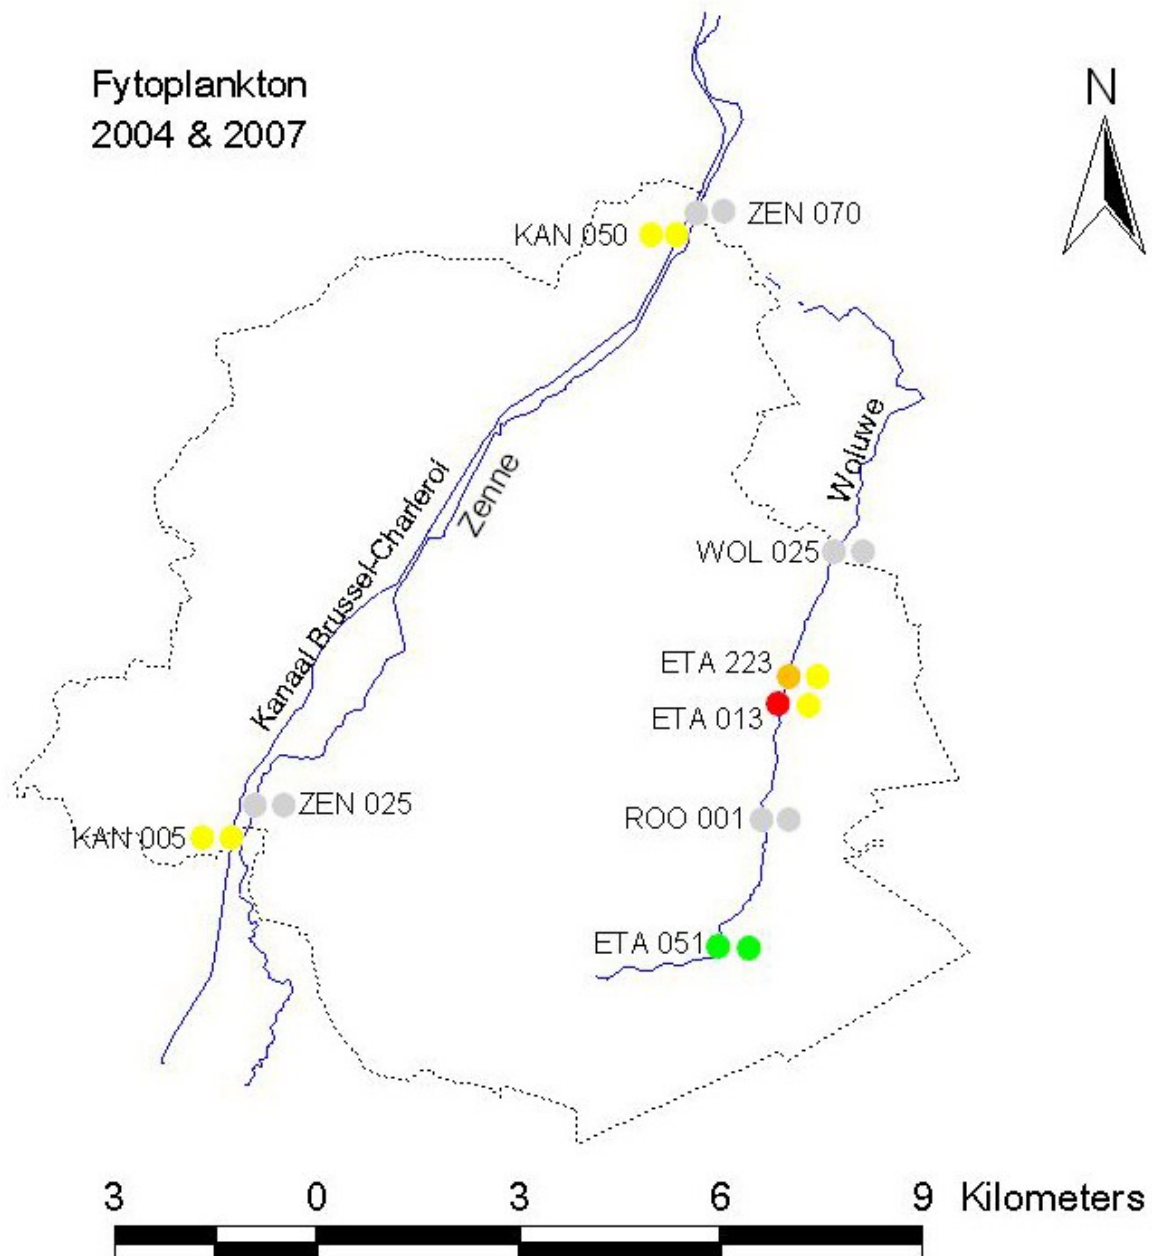 Fytoplankton
2004 & 2007
N
KAN 050
ZEN 070
Kanaal Brussel-Charleroi
Zenne
Woluwe
WOL 025
ETA 223
ETA 013
ZEN 025
KAN 005
ROO 001
ETA 051
3 0 3 6 9 Kilometers